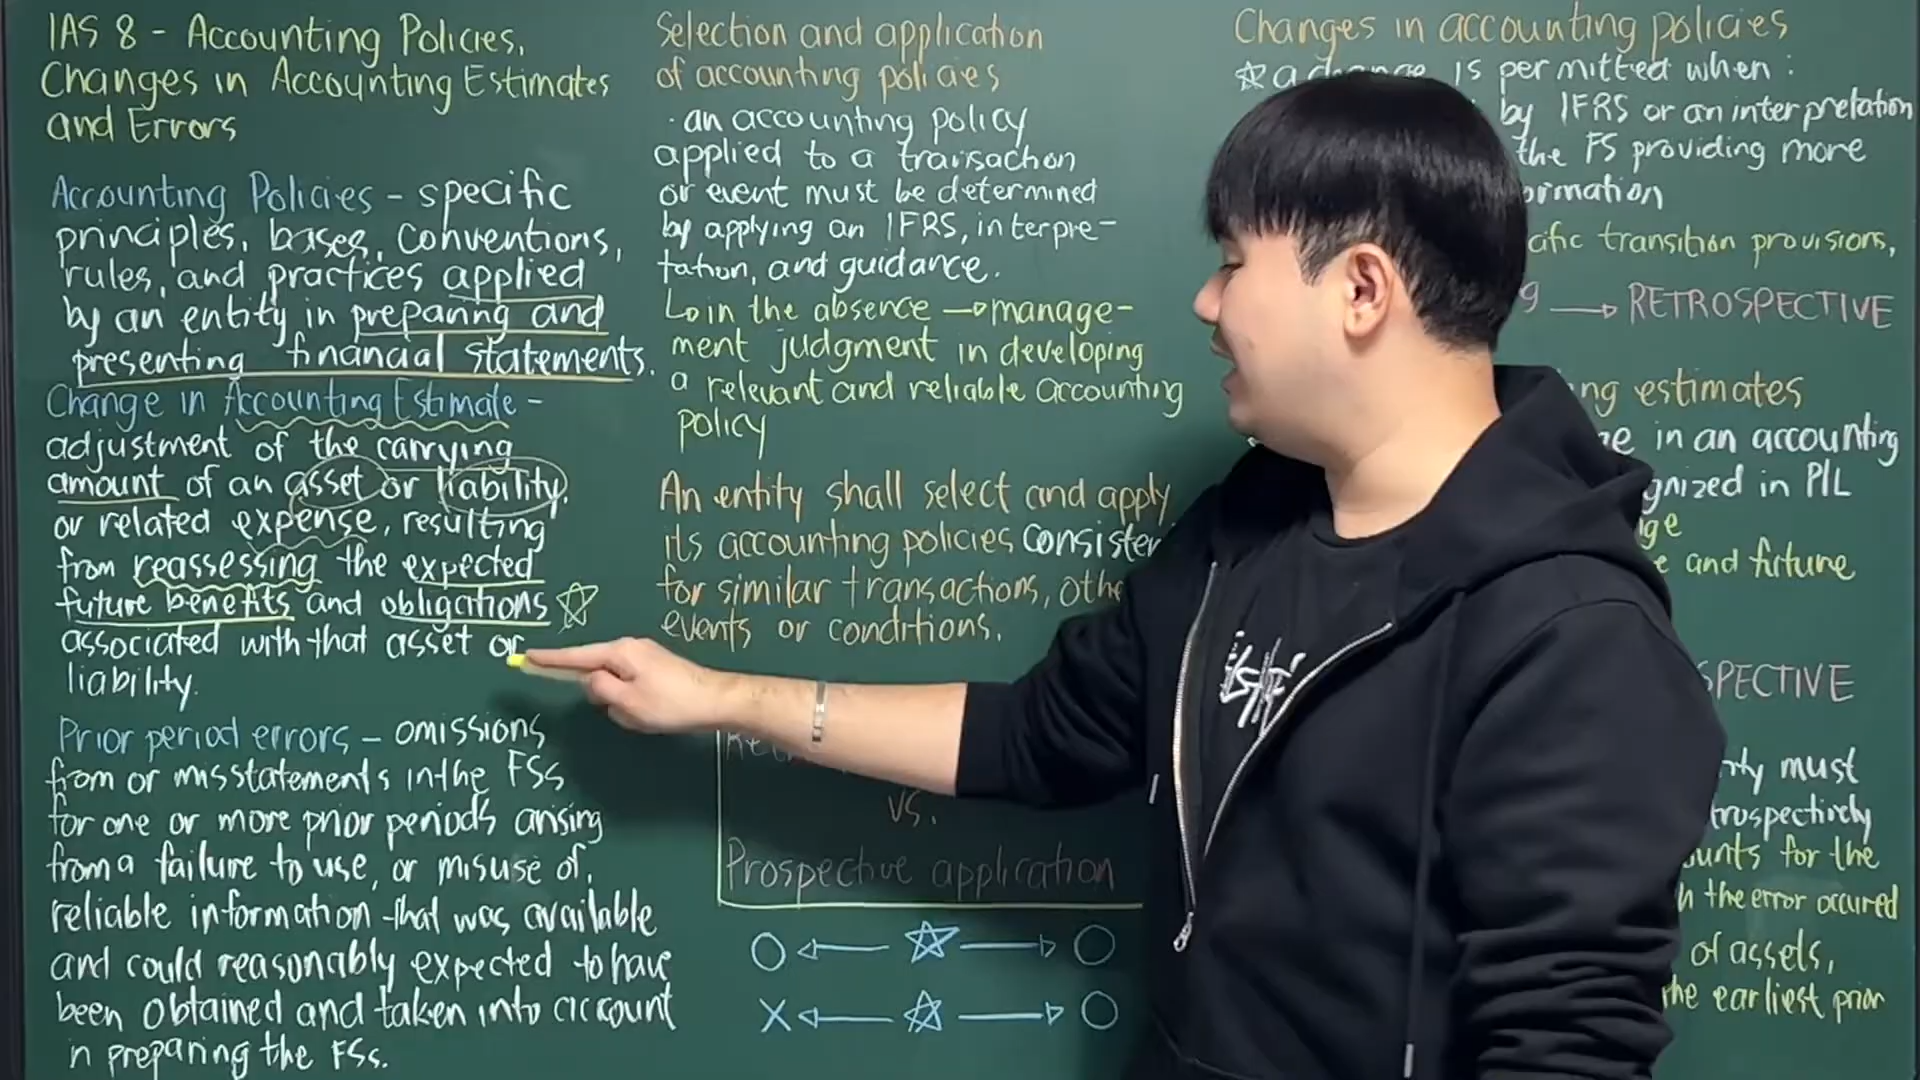 IAS 8 - Accounting Policies,
Changes in Accounting Estimates
and Errors
Accounting Policies - specific
principles, bases, conventions,
rules, and practices applied
by an entity in preparing and
presenting financial statements.
Change in Accounting Estimate -
adjustment of the carrying
amount of an asset or liability,
or related expense, resulting
from reassessing the expected
future benefits and obligations
associated with that asset or
liability.
Prior period errors - omissions
from or misstatements in the FSs
for one or more prior periods arising
from a failure to use, or misuse of,
reliable information that was available
and could reasonably expected to have
been obtained and taken into account
in preparing the FSs.
Selection and application
of accounting policies
· an accounting policy
applied to a transaction
or event must be determined
by applying an IFRS, interpre-
tation, and guidance.
in the absence → manage-
ment judgment in developing
a relevant and reliable accounting
policy
An entity shall select and apply
its accounting policies consisten
for similar transactions, othe
events or conditions.
vs.
Prospective application
Changes in accounting policies
a change is permitted when:
by IFRS or an interpretation
the FS providing more
ormation
cific transition provisions,
g → RETROSPECTIVE
ng estimates
e in an accounting
gnized in P/L
ge
e and future
SPECTIVE
ity must
trospectively
ounts for the
h the error occured
of assets,
the earliest prior